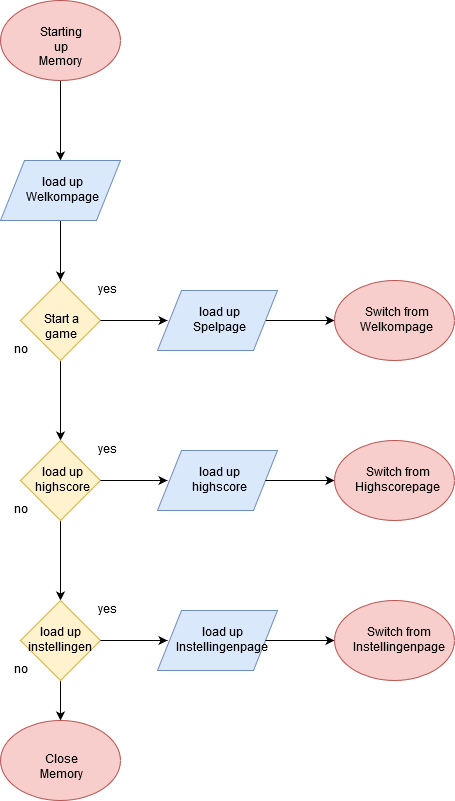 Starting
up
Memory
load up
Welkompage
yes
Start a
game
load up
Spelpage
Switch from
Welkompage
no
yes
load up
highscore
load up
highscore
Switch from
Highscorepage
no
yes
load up
instellingen
load up
Instellingenpage
Switch from
Instellingenpage
no
Close
Memory